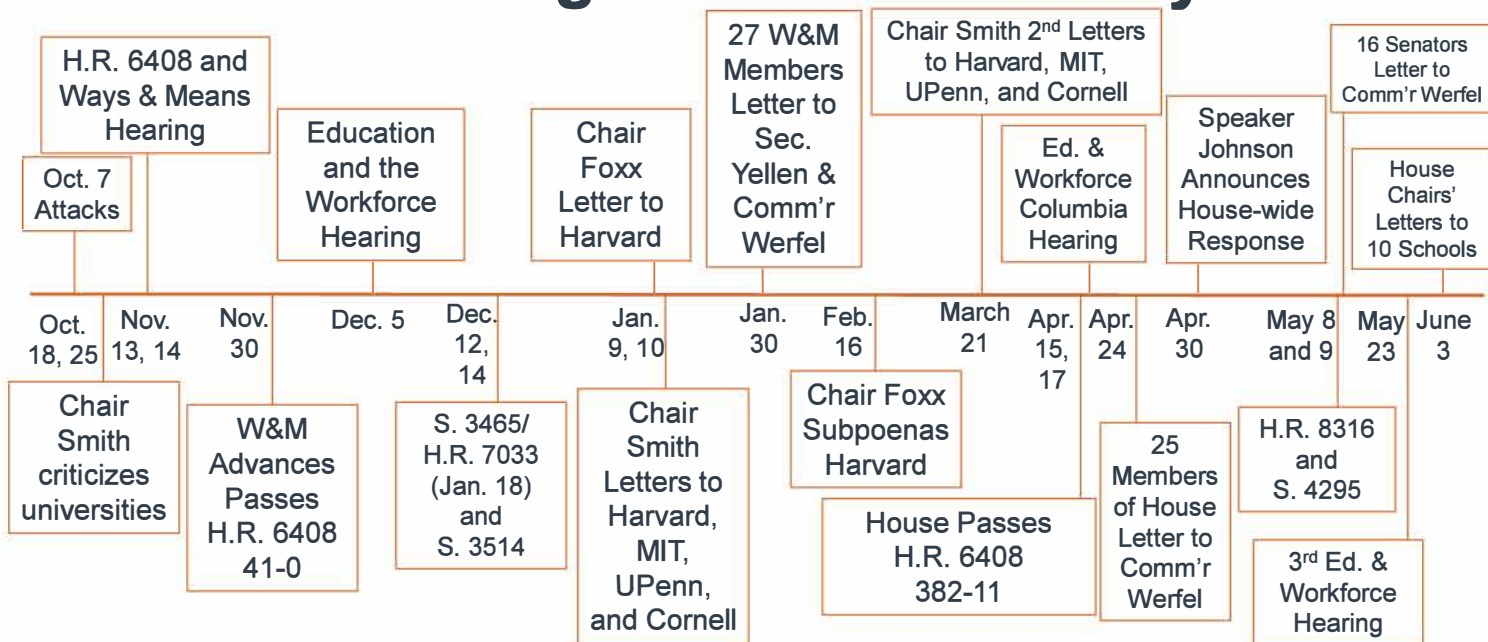 H.R. 6408 and
Ways & Means
Hearing
27 W&M
Members
Letter to
Sec.
Yellen &
Comm'r
Werfel
Chair Smith 2nd Letters
to Harvard, MIT,
UPenn, and Cornell
16 Senators
Letter to
Comm'r Werfel
Oct. 7
Attacks
Education
and the
Workforce
Hearing
Chair
Foxx
Letter to
Harvard
Ed. &
Workforce
Columbia
Hearing
Speaker
Johnson
Announces
House-wide
Response
House
Chairs'
Letters to
10 Schools
Oct.
18, 25
Nov.
13, 14
Nov.
30
Dec. 5
Dec.
12,
14
Jan.
9, 10
Jan.
30
Feb.
16
March
21
Apr.
15,
17
Apr.
24
Apr.
30
May 8
and 9
May
23
June
3
Chair
Smith
criticizes
universities
W&M
Advances
Passes
H.R. 6408
41-0
S. 3465/
H.R. 7033
(Jan. 18)
and
S. 3514
Chair
Smith
Letters to
Harvard,
MIT,
UPenn,
and Cornell
Chair Foxx
Subpoenas
Harvard
House Passes
H.R. 6408
382-11
25
Members
of House
Letter to
Comm'r
Werfel
H.R. 8316
and
S. 4295
3rd Ed. &
Workforce
Hearing